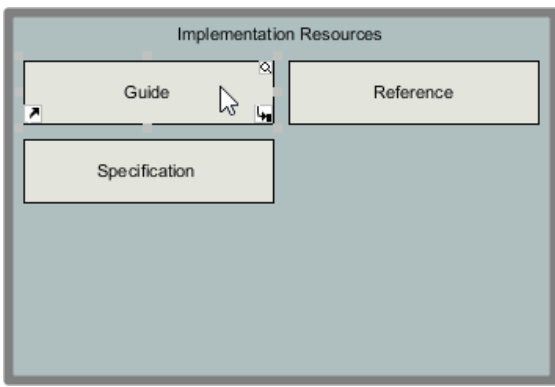 Implementation Resources
Guide
Reference
Specification